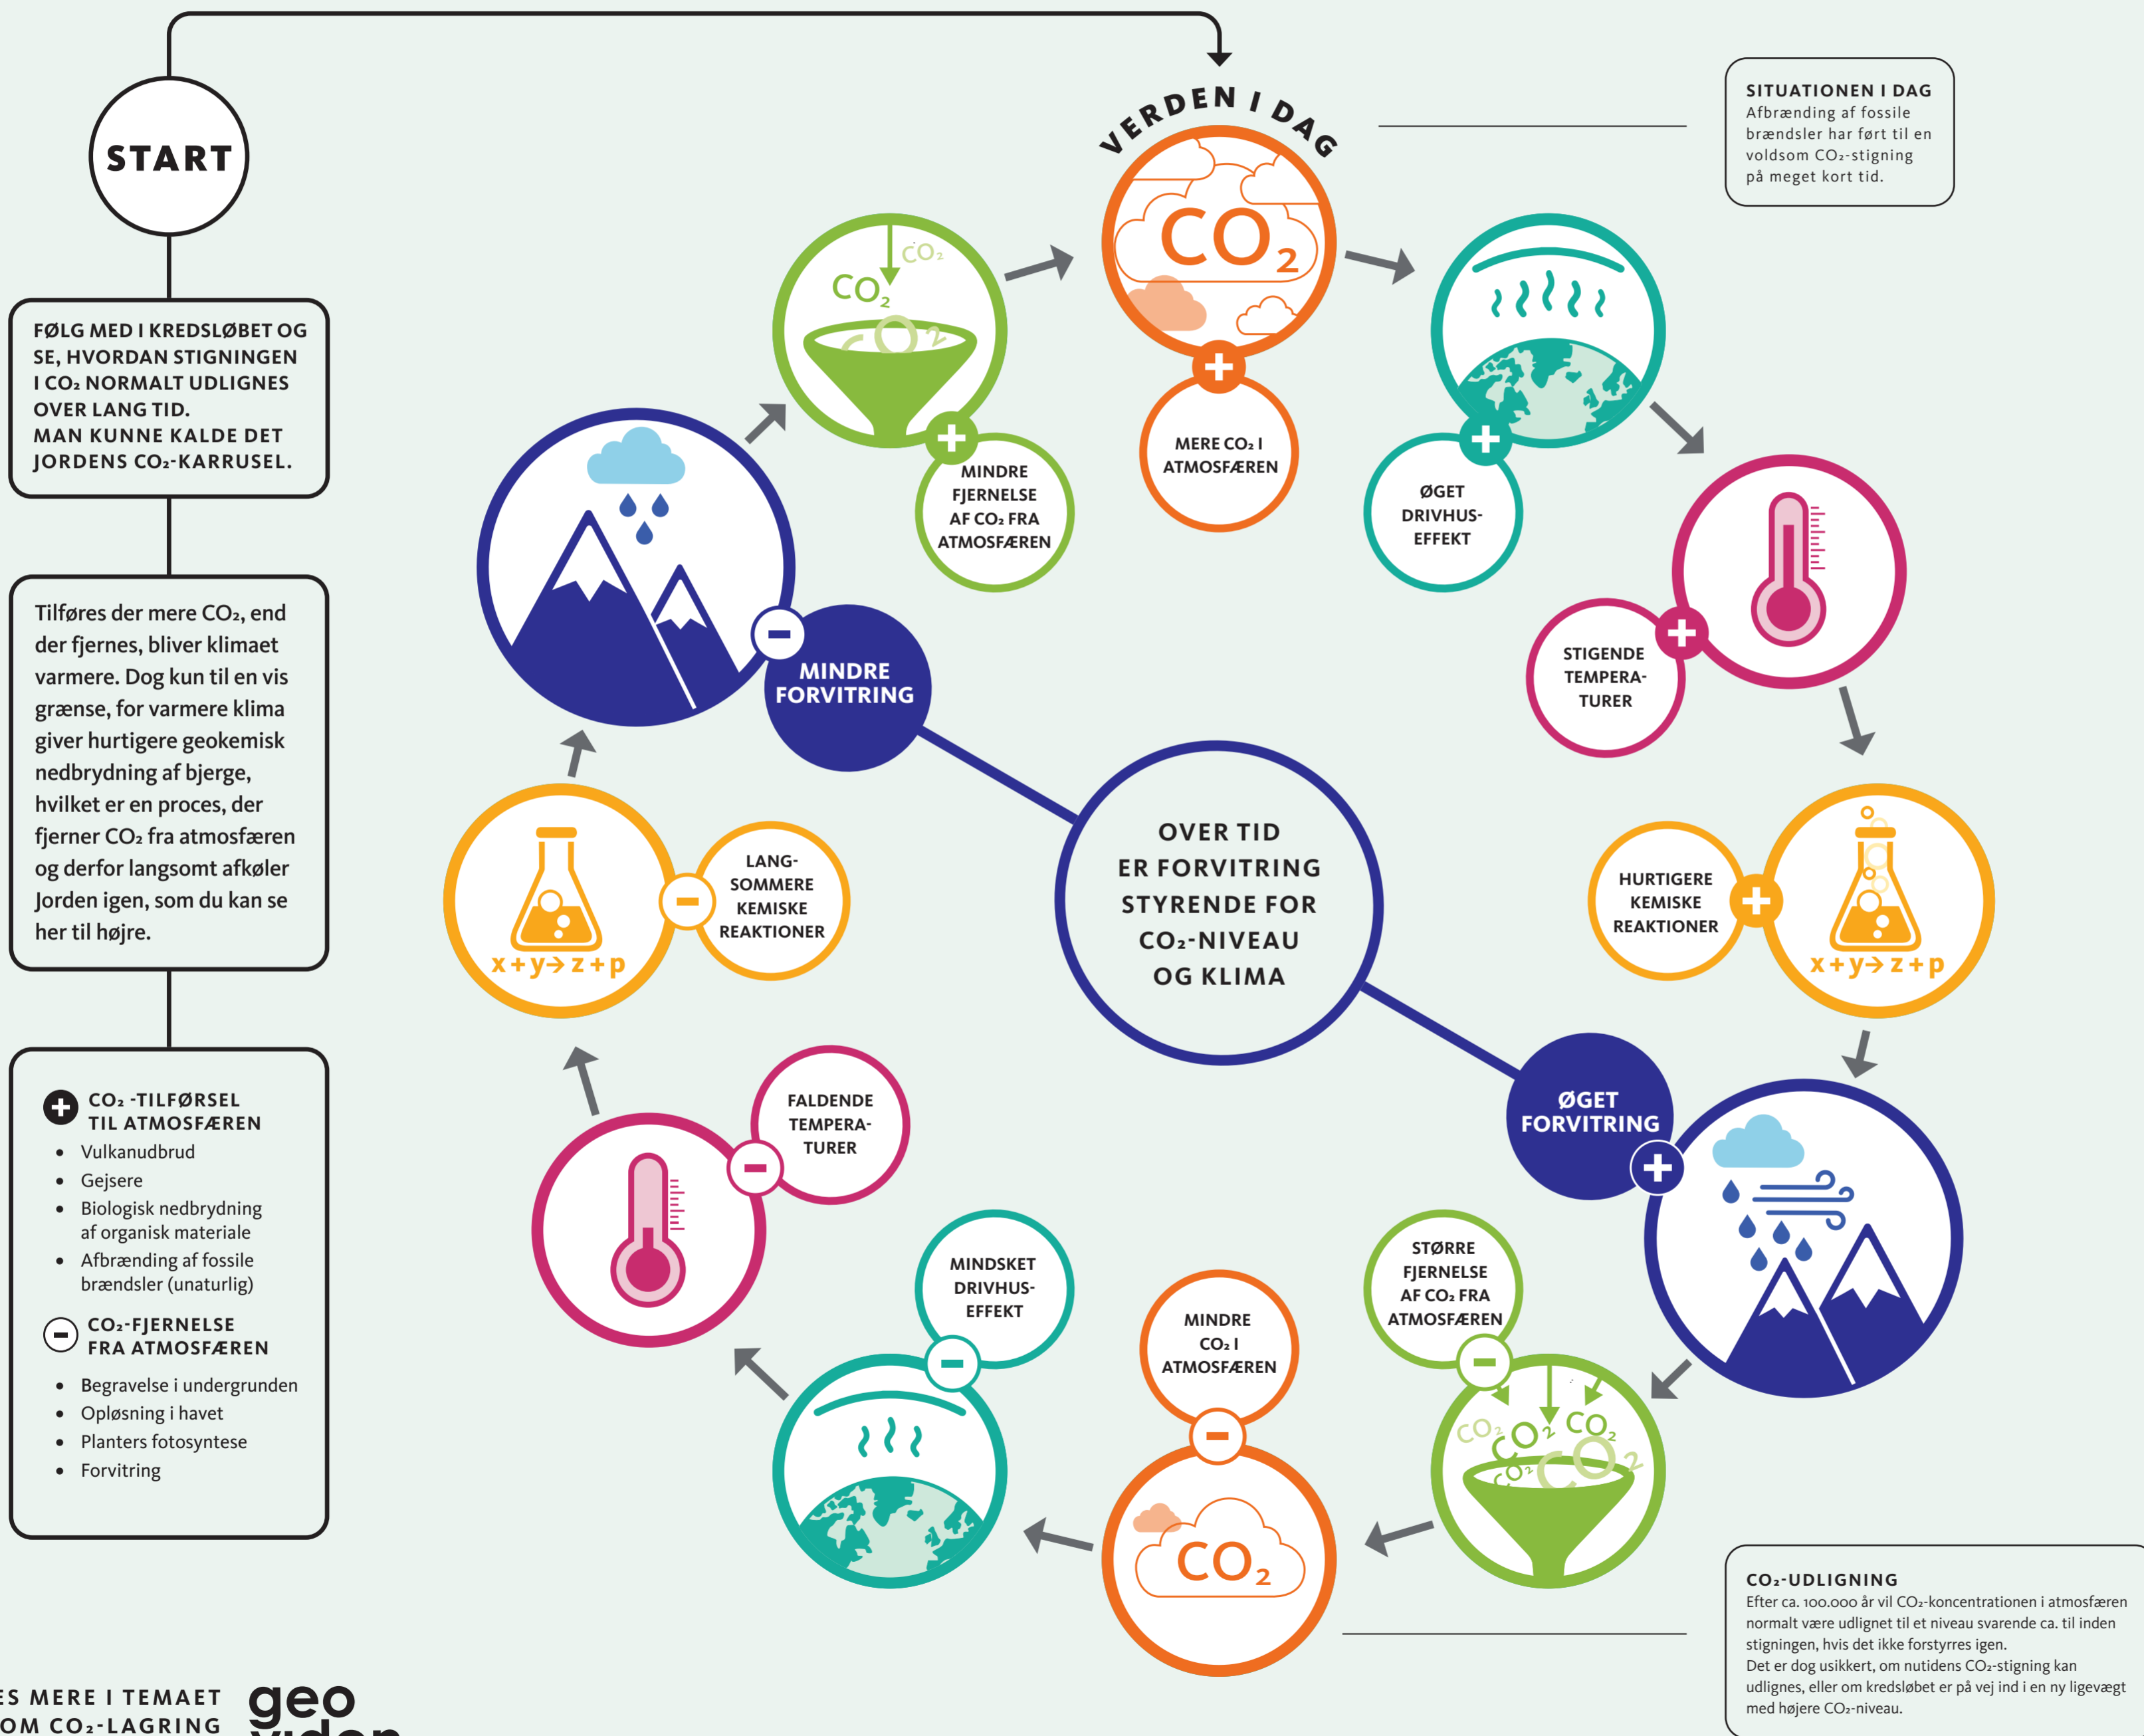 START
FØLG MED I KREDSLØBET OG
SE, HVORDAN STIGNINGEN
I CO₂ NORMALT UDLIGNES
OVER LANG TID.
MAN KUNNE KALDE DET
JORDENS CO₂-KARRUSEL.
Tilføres der mere CO₂, end
der fjernes, bliver klimaet
varmere. Dog kun til en vis
grænse, for varmere klima
giver hurtigere geokemisk
nedbrydning af bjerge,
hvilket er en proces, der
fjerner CO₂ fra atmosfæren
og derfor langsomt afkøler
Jorden igen, som du kan se
her til højre.
+ CO₂ -TILFØRSEL
TIL ATMOSFÆREN
• Vulkanudbrud
• Gejsere
• Biologisk nedbrydning
af organisk materiale
• Afbrænding af fossile
brændsler (unaturlig)
− CO₂-FJERNELSE
FRA ATMOSFÆREN
• Begravelse i undergrunden
• Opløsning i havet
• Planters fotosyntese
• Forvitring
VERDEN I DAG
CO₂
+
MERE CO₂ I
ATMOSFÆREN
SITUATIONEN I DAG
Afbrænding af fossile
brændsler har ført til en
voldsom CO₂-stigning
på meget kort tid.
+
ØGET
DRIVHUS-
EFFEKT
+
STIGENDE
TEMPERA-
TURER
+
HURTIGERE
KEMISKE
REAKTIONER
x + y → z + p
ØGET
FORVITRING
+
STØRRE
FJERNELSE
AF CO₂ FRA
ATMOSFÆREN
−
CO₂
CO₂
CO₂
CO₂
CO₂
MINDRE
CO₂ I
ATMOSFÆREN
−
CO₂
CO₂-UDLIGNING
Efter ca. 100.000 år vil CO₂-koncentrationen i atmosfæren
normalt være udlignet til et niveau svarende ca. til inden
stigningen, hvis det ikke forstyrres igen.
Det er dog usikkert, om nutidens CO₂-stigning kan
udlignes, eller om kredsløbet er på vej ind i en ny ligevægt
med højere CO₂-niveau.
MINDSKET
DRIVHUS-
EFFEKT
−
FALDENDE
TEMPERA-
TURER
−
LANG-
SOMMERE
KEMISKE
REAKTIONER
−
x + y → z + p
−
MINDRE
FORVITRING
CO₂
CO₂
CO₂
+
MINDRE
FJERNELSE
AF CO₂ FRA
ATMOSFÆREN
OVER TID
ER FORVITRING
STYRENDE FOR
CO₂-NIVEAU
OG KLIMA
MERE I TEMAET
OM CO₂-LAGRING
geo